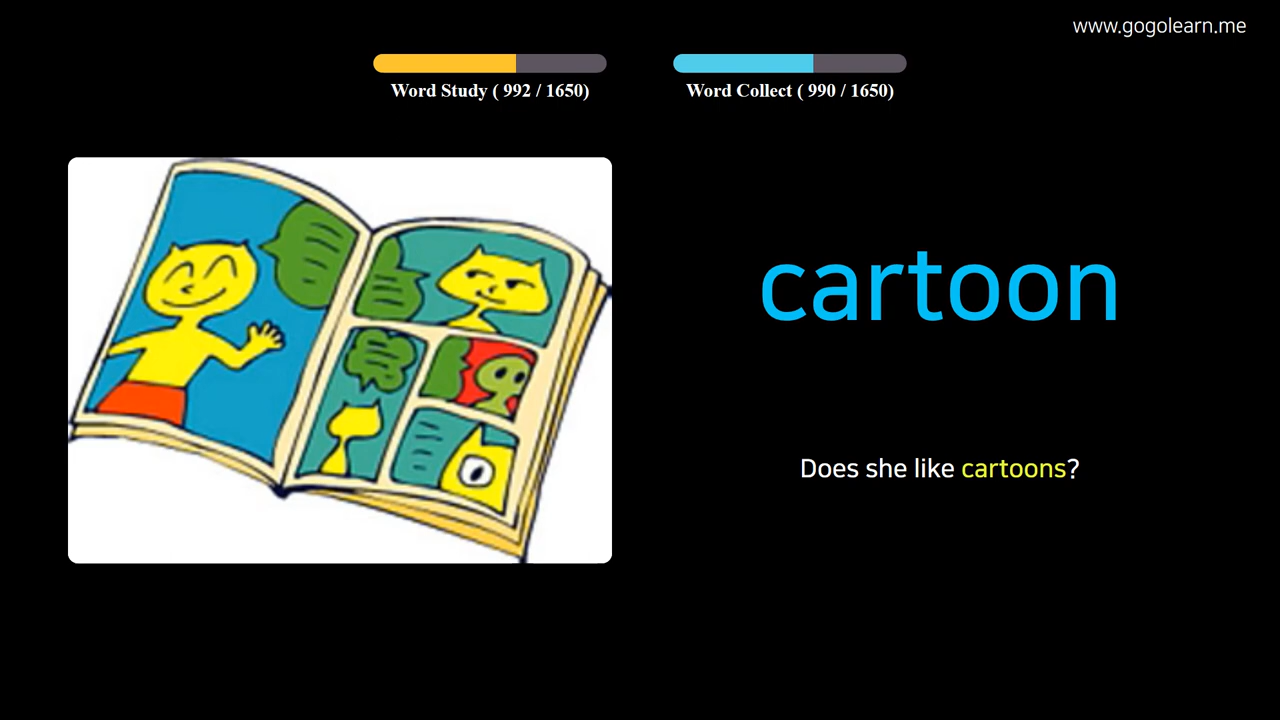 www.gogolearn.me
Word Study ( 992 / 1650)
Word Collect ( 990 / 1650)
cartoon
Does she like cartoons?